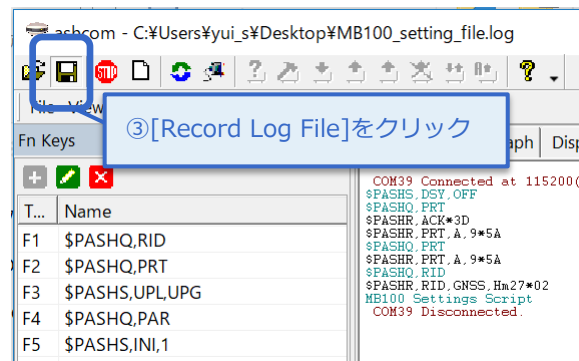 ashcom - C:¥Users¥yui_s¥Desktop¥MB100_setting_file.log
File View
③[Record Log File]をクリック
Fn Keys
aph Disp
T... Name
F1 $PASHQ,RID
F2 $PASHQ,PRT
F3 $PASHS,UPL,UPG
F4 $PASHQ,PAR
F5 $PASHS,INI,1
COM39 Connected at 115200(
$PASHS,DSY,OFF
$PASHQ,PRT
$PASHR,ACK*3D
$PASHR,PRT,A,9*5A
$PASHQ,PRT
$PASHR,PRT,A,9*5A
$PASHQ,RID
$PASHR,RID,GNSS,Hm27*02
MB100 Settings Script
COM39 Disconnected.